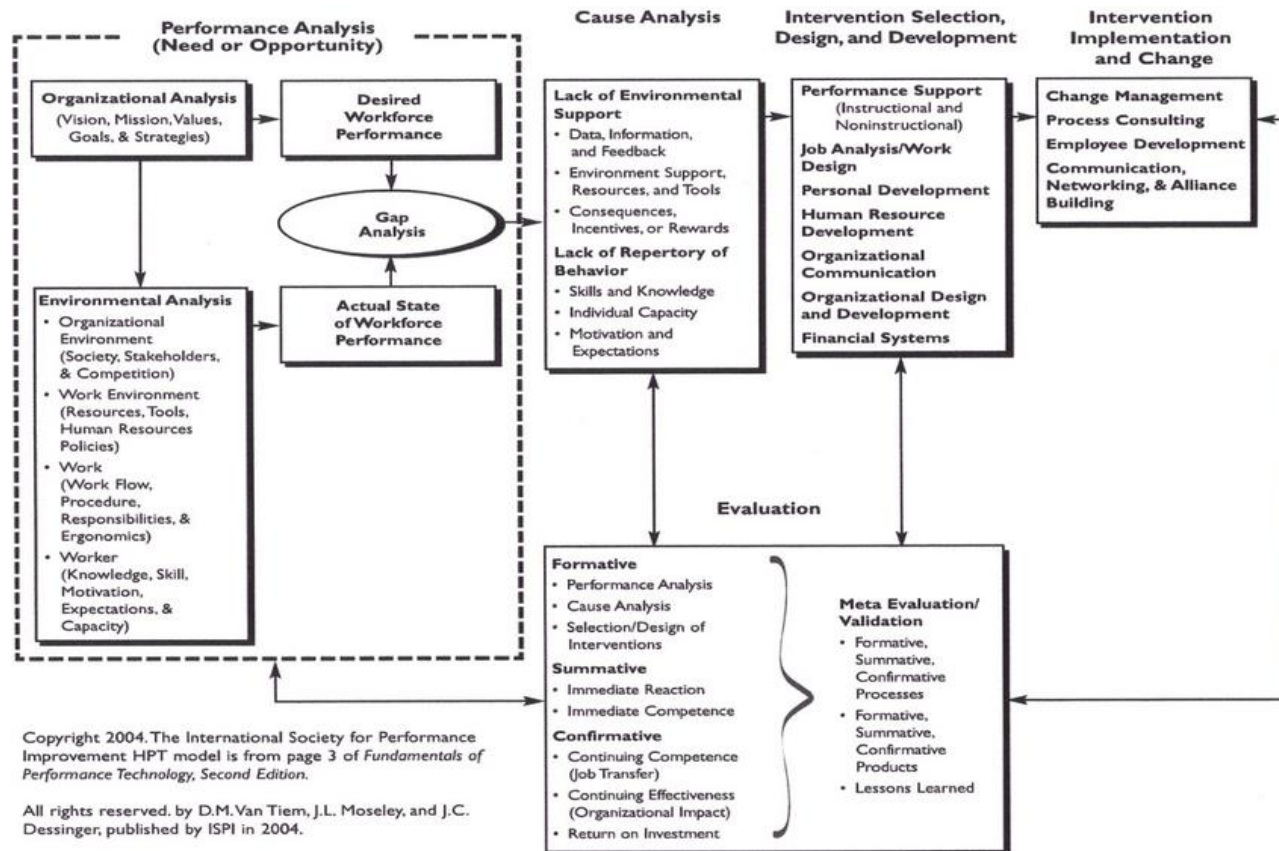 Performance Analysis
(Need or Opportunity)
Organizational Analysis
(Vision, Mission, Values,
Goals, & Strategies)
Desired
Workforce
Performance
Gap
Analysis
Environmental Analysis
• Organizational
Environment
(Society, Stakeholders,
& Competition)
• Work Environment
(Resources, Tools,
Human Resources
Policies)
• Work
(Work Flow,
Procedure,
Responsibilities, &
Ergonomics)
• Worker
(Knowledge, Skill,
Motivation,
Expectations, &
Capacity)
Actual State
of Workforce
Performance
Cause Analysis
Lack of Environmental
Support
• Data, Information,
and Feedback
• Environment Support,
Resources, and Tools
• Consequences,
Incentives, or Rewards
Lack of Repertory of
Behavior
• Skills and Knowledge
• Individual Capacity
• Motivation and
Expectations
Intervention Selection,
Design, and Development
Performance Support
(Instructional and
Noninstructional)
Job Analysis/Work
Design
Personal Development
Human Resource
Development
Organizational
Communication
Organizational Design
and Development
Financial Systems
Intervention
Implementation
and Change
Change Management
Process Consulting
Employee Development
Communication,
Networking, & Alliance
Building
Evaluation
Formative
• Performance Analysis
• Cause Analysis
• Selection/Design of
Interventions
Summative
• Immediate Reaction
• Immediate Competence
Confirmative
• Continuing Competence
(Job Transfer)
• Continuing Effectiveness
(Organizational Impact)
• Return on Investment
Meta Evaluation/
Validation
• Formative,
Summative,
Confirmative
Processes
• Formative,
Summative,
Confirmative
Products
• Lessons Learned
Copyright 2004. The International Society for Performance
Improvement HPT model is from page 3 of Fundamentals of
Performance Technology, Second Edition.
All rights reserved. by D.M. Van Tiem, J.L. Moseley, and J.C.
Dessinger, published by ISPI in 2004.